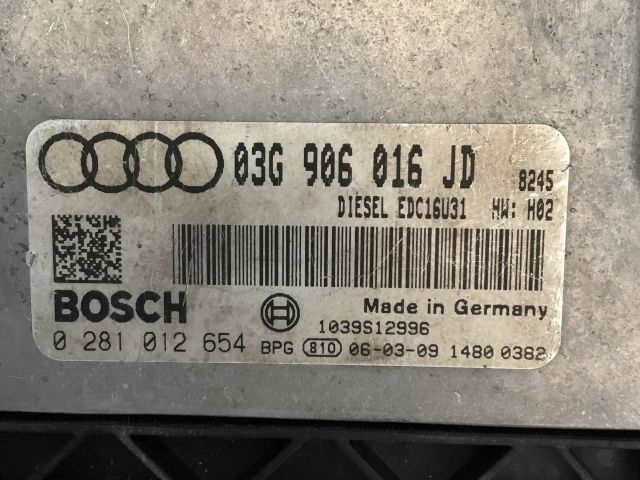 03G 906 016 JD 8245
DIESEL EDC16U31 HW: H02
BOSCH
Made in Germany
1039S12996
0 281 012 654 BPG 810 06-03-09 1480 0382